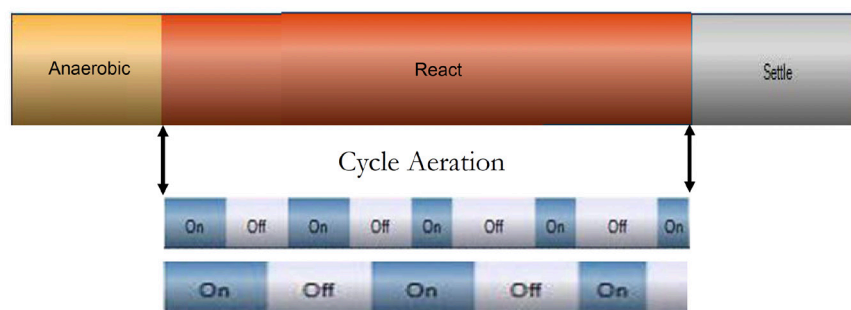 Anaerobic React Settle
Cycle Aeration
On Off On Off On Off On Off On
On Off On Off On